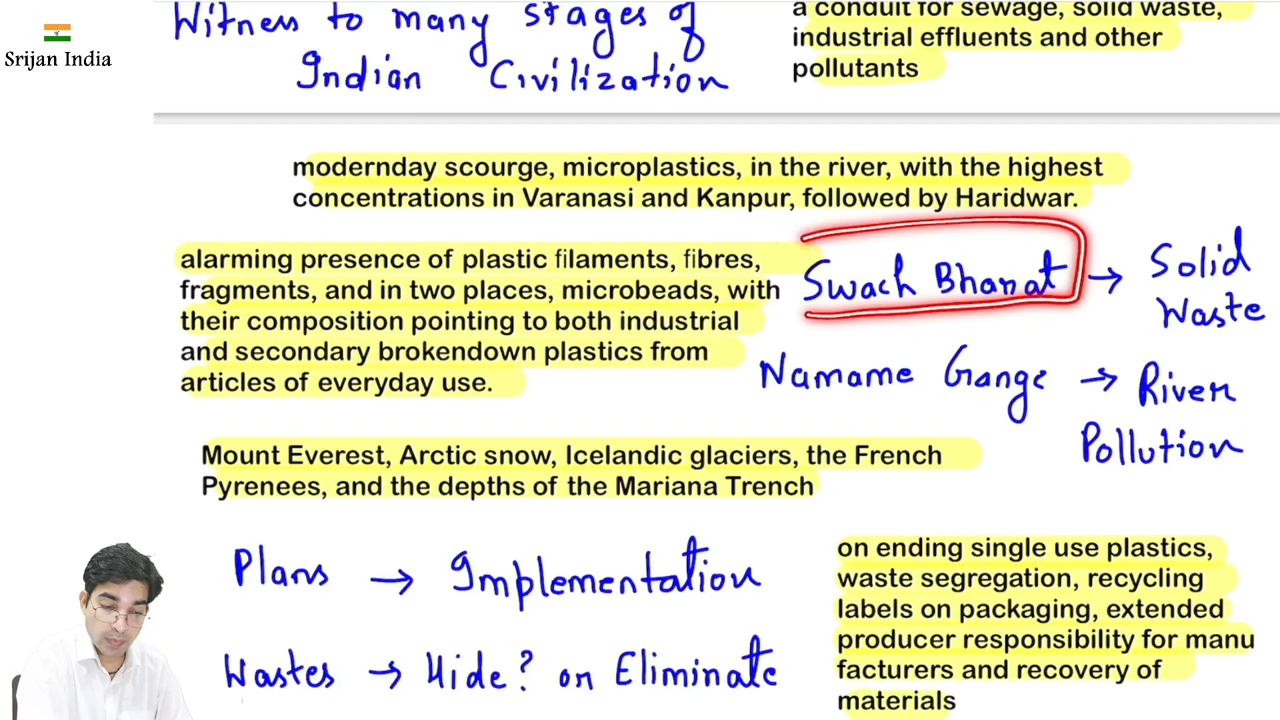 Srijan India
Witness to many stages of
Indian Civilization
a conduit for sewage, solid waste,
industrial effluents and other
pollutants
modernday scourge, microplastics, in the river, with the highest
concentrations in Varanasi and Kanpur, followed by Haridwar.
alarming presence of plastic filaments, fibres,
fragments, and in two places, microbeads, with
their composition pointing to both industrial
and secondary brokendown plastics from
articles of everyday use.
Swach Bharat → Solid
Waste
Namame Gange → River
Pollution
Mount Everest, Arctic snow, Icelandic glaciers, the French
Pyrenees, and the depths of the Mariana Trench
Plans → Implementation
Wastes → Hide? or Eliminate
on ending single use plastics,
waste segregation, recycling
labels on packaging, extended
producer responsibility for manu
facturers and recovery of
materials